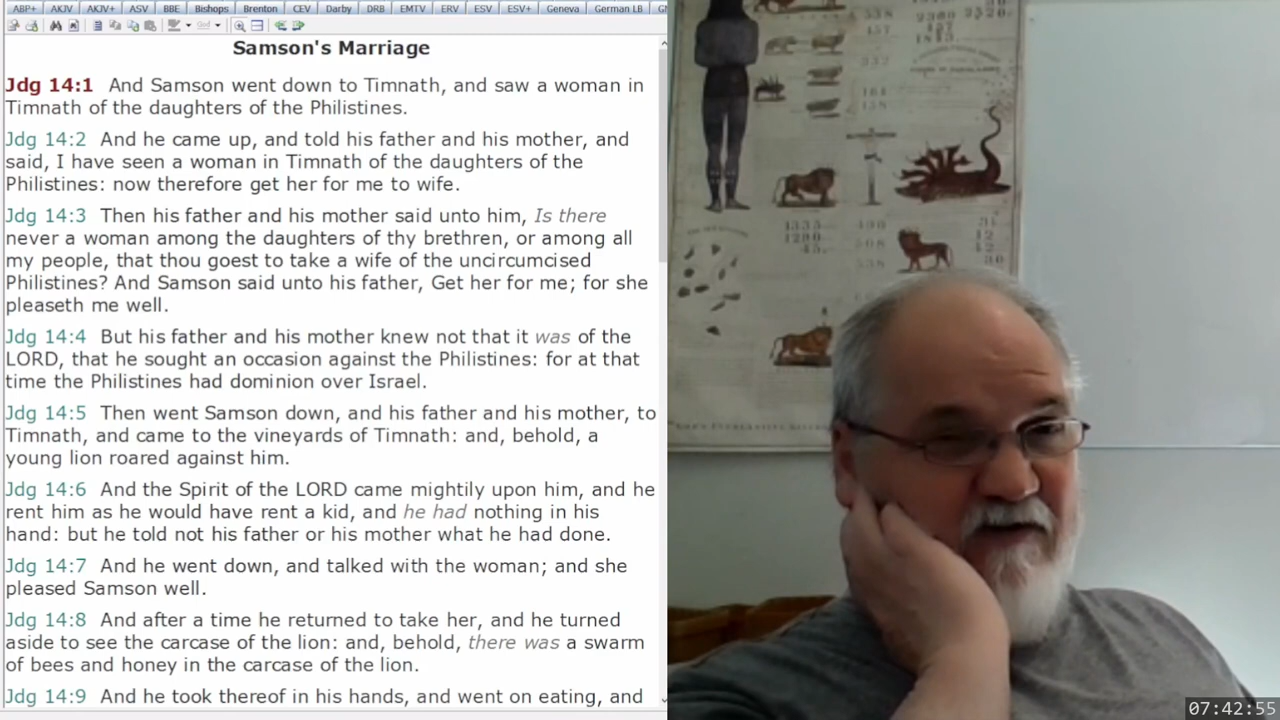 ABP+ AKJV AKJV+ ASV BBE Bishops Brenton CEV Darby DRB EMTV ERV ESV ESV+ Geneva German LB
Samson's Marriage
Jdg 14:1 And Samson went down to Timnath, and saw a woman in
Timnath of the daughters of the Philistines.
Jdg 14:2 And he came up, and told his father and his mother, and
said, I have seen a woman in Timnath of the daughters of the
Philistines: now therefore get her for me to wife.
Jdg 14:3 Then his father and his mother said unto him, Is there
never a woman among the daughters of thy brethren, or among all
my people, that thou goest to take a wife of the uncircumcised
Philistines? And Samson said unto his father, Get her for me; for she
pleaseth me well.
Jdg 14:4 But his father and his mother knew not that it was of the
LORD, that he sought an occasion against the Philistines: for at that
time the Philistines had dominion over Israel.
Jdg 14:5 Then went Samson down, and his father and his mother, to
Timnath, and came to the vineyards of Timnath: and, behold, a
young lion roared against him.
Jdg 14:6 And the Spirit of the LORD came mightily upon him, and he
rent him as he would have rent a kid, and he had nothing in his
hand: but he told not his father or his mother what he had done.
Jdg 14:7 And he went down, and talked with the woman; and she
pleased Samson well.
Jdg 14:8 And after a time he returned to take her, and he turned
aside to see the carcase of the lion: and, behold, there was a swarm
of bees and honey in the carcase of the lion.
Jdg 14:9 And he took thereof in his hands, and went on eating, and
07:42:55